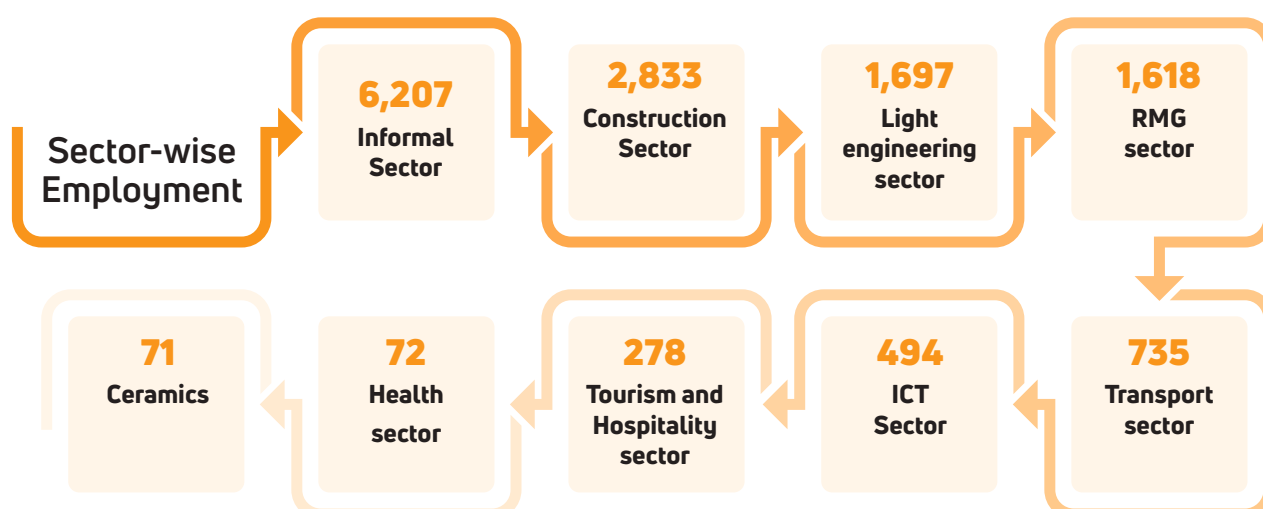 Sector-wise
Employment
6,207
Informal
Sector
2,833
Construction
Sector
1,697
Light
engineering
sector
1,618
RMG
sector
735
Transport
sector
494
ICT
Sector
278
Tourism and
Hospitality
sector
72
Health
sector
71
Ceramics